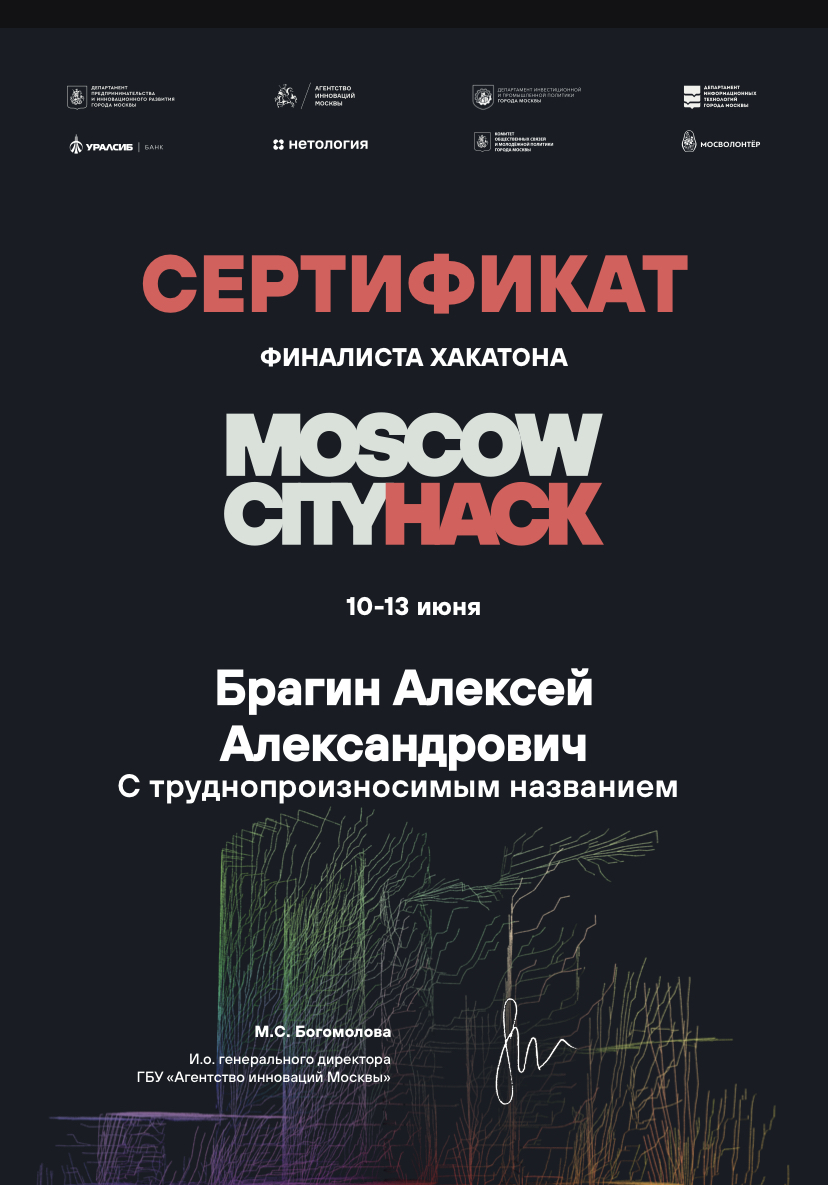 ДЕПАРТАМЕНТ
ПРЕДПРИНИМАТЕЛЬСТВА
И ИННОВАЦИОННОГО РАЗВИТИЯ
ГОРОДА МОСКВЫ
АГЕНТСТВО
ИННОВАЦИЙ
МОСКВЫ
ДЕПАРТАМЕНТ ИНВЕСТИЦИОННОЙ
И ПРОМЫШЛЕННОЙ ПОЛИТИКИ
ГОРОДА МОСКВЫ
ДЕПАРТАМЕНТ
ИНФОРМАЦИОННЫХ
ТЕХНОЛОГИЙ
ГОРОДА МОСКВЫ
УРАЛСИБ | БАНК
нетология
КОМИТЕТ
ОБЩЕСТВЕННЫХ СВЯЗЕЙ
И МОЛОДЁЖНОЙ ПОЛИТИКИ
ГОРОДА МОСКВЫ
МОСВОЛОНТЁР
СЕРТИФИКАТ
ФИНАЛИСТА ХАКАТОНА
MOSCOW
CITYHACK
10-13 июня
Брагин Алексей
Александрович
С труднопроизносимым названием
М.С. Богомолова
И.о. генерального директора
ГБУ «Агентство инноваций Москвы»